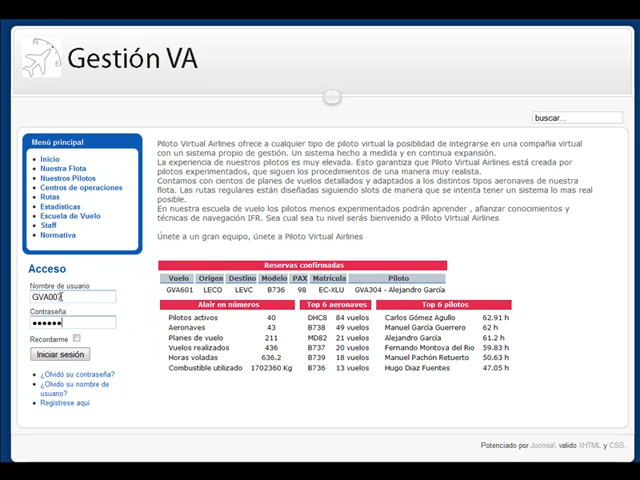 Gestión VA
buscar...
Menú principal
Inicio
Nuestra Flota
Nuestros Pilotos
Centros de operaciones
Rutas
Estadísticas
Escuela de Vuelo
Staff
Normativa
Acceso
Nombre de usuario
Contraseña
••••••
Recordarme
Iniciar sesión
¿Olvidó su contraseña?
¿Olvido su nombre de
usuario?
Regístrese aquí
Piloto Virtual Airlines ofrece a cualquier tipo de piloto virtual la posiblidad de integrarse en una compañia virtual
con un sistema propio de gestión. Un sistema hecho a medida y en continua expansión.
La experiencia de nuestros pilotos es muy elevada. Esto garantiza que Piloto Virtual Airlines está creada por
pilotos experimentados, que siguen los procedimientos de una manera muy realista.
Contamos con cientos de planes de vuelos detallados y adaptados a los distintos tipos aeronaves de nuestra
flota. Las rutas regulares están diseñadas siguiendo slots de manera que se intenta tener un sistema lo mas real
posible.
En nuestra escuela de vuelo los pilotos menos experimentados podrán aprender , afianzar conocimientos y
técnicas de navegación IFR. Sea cual sea tu nivel serás bienvenido a Piloto Virtual Airlines
Únete a un gran equipo, únete a Piloto Virtual Airlines
Reservas confirmadas
Vuelo Origen Destino Modelo PAX Matrícula Piloto
GVA601 LECO LEVC B736 98 EC-XLU GVA304 - Alejandro García
Alair en números
Pilotos activos 40
Aeronaves 43
Planes de vuelo 211
Vuelos realizados 436
Horas voladas 636.2
Combustible utilizado 1702360 Kg
Top 6 aeronaves
DHC8 84 vuelos
B738 49 vuelos
MD82 21 vuelos
B737 20 vuelos
B739 18 vuelos
B736 13 vuelos
Top 6 pilotos
Carlos Gómez Agullo 62.91 h
Manuel García Guerrero 62 h
Alejandro García 61.2 h
Fernando Montoya del Rio 59.83 h
Manuel Pachón Retuerto 50.63 h
Hugo Diaz Fuentes 47.05 h
Potenciado por Joomla!. valido XHTML y CSS.